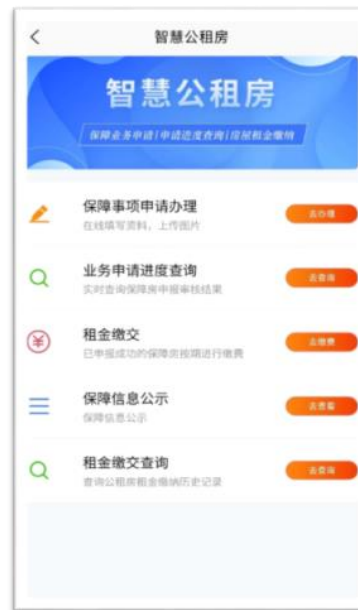 智慧公租房
智慧公租房
保障业务申请|申请进度查询|房屋租金缴纳
保障事项申请办理
在线填写资料，上传图片
去办理
业务申请进度查询
实时查询保障房申报审核结果
去查询
租金缴交
已申报成功的保障房按期进行缴费
去缴费
保障信息公示
保障信息公示
去查看
租金缴交查询
查询公租房租金缴纳历史记录
去查询